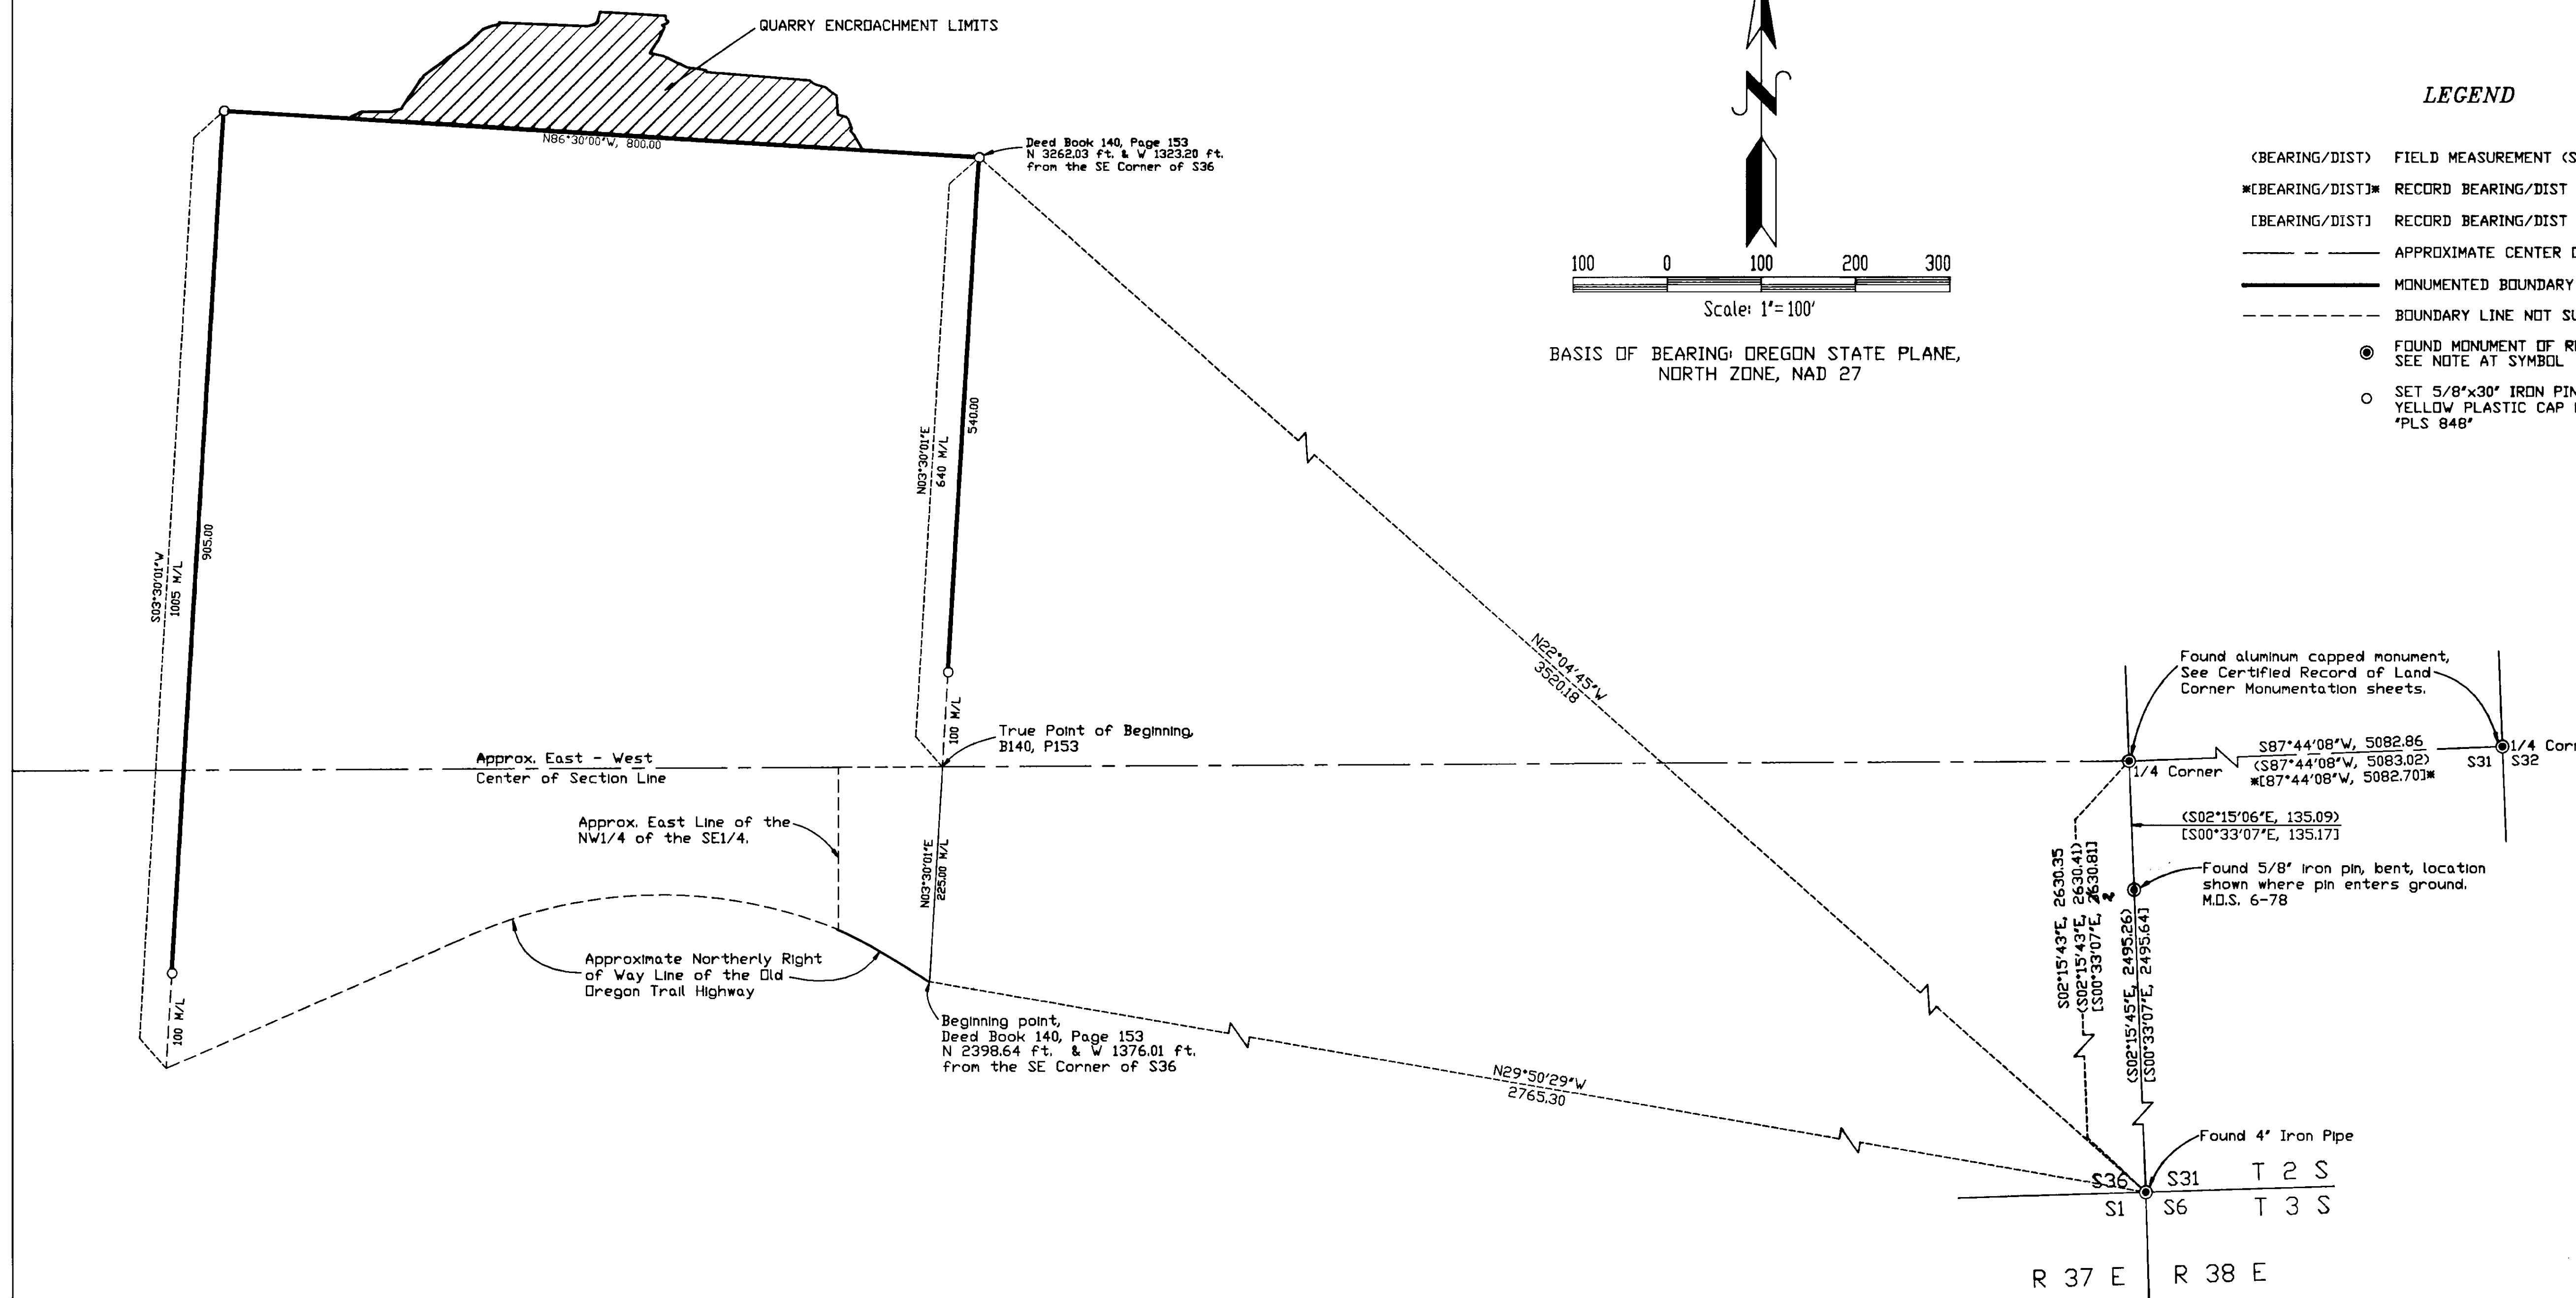 QUARRY ENCROACHMENT LIMITS
N86°30'00"W, 800.00
Deed Book 140, Page 153
N 3262.03 ft. & W 1323.20 ft.
from the SE Corner of S36
N
100 0 100 200 300
Scale: 1"=100'
BASIS OF BEARING: OREGON STATE PLANE,
NORTH ZONE, NAD 27
LEGEND
(BEARING/DIST) FIELD MEASUREMENT (S
*[BEARING/DIST]* RECORD BEARING/DIST
[BEARING/DIST] RECORD BEARING/DIST
APPROXIMATE CENTER
MONUMENTED BOUNDARY
BOUNDARY LINE NOT
FOUND MONUMENT OF
SEE NOTE AT SYMBOL
SET 5/8"x30" IRON PIN
YELLOW PLASTIC CAP
"PLS 848"
S03°30'01"W
1005 M/L
905.00
100 M/L
N03°30'01"E
640 M/L
540.00
100 M/L
True Point of Beginning,
B140, P153
Approx. East - West
Center of Section Line
Approx. East Line of the
NW1/4 of the SE1/4.
N03°30'01"E
225.00 M/L
Approximate Northerly Right
of Way Line of the Old
Oregon Trail Highway
Beginning point,
Deed Book 140, Page 153
N 2398.64 ft. & W 1376.01 ft.
from the SE Corner of S36
N22°04'45"W
3520.18
N29°50'29"W
2765.30
Found aluminum capped monument,
See Certified Record of Land
Corner Monumentation sheets.
S87°44'08"W, 5082.86
(S87°44'08"W, 5083.02)
*[87°44'08"W, 5082.70]*
1/4 Corner
1/4
S31 S32
(S02°15'06"E, 135.09)
[S00°33'07"E, 135.17]
Found 5/8" iron pin, bent, location
shown where pin enters ground.
M.D.S. 6-78
S02°15'43"E, 2630.35
(S02°15'43"E, 2630.41)
[S00°33'07"E, 2630.81]
2
(S02°15'45"E, 2495.26)
[S00°33'07"E, 2495.64]
Found 4" Iron Pipe
S36 S31 T 2 S
S1 S6 T 3 S
R 37 E R 38 E